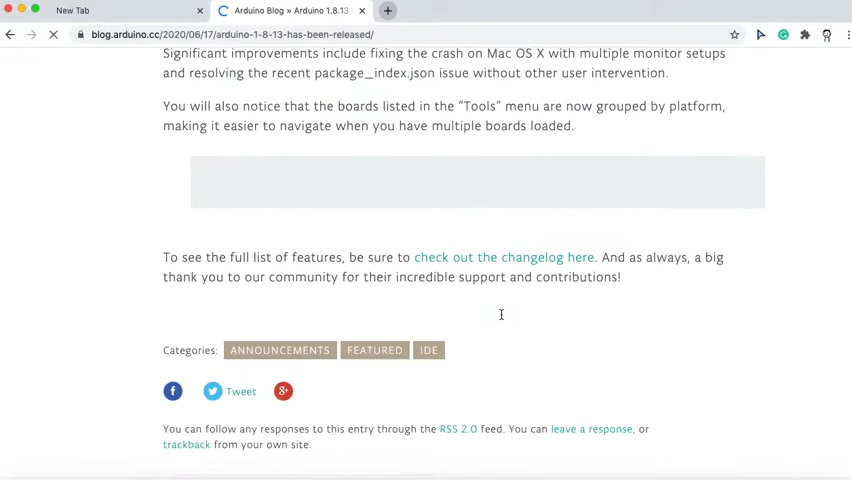 New Tab
Arduino Blog » Arduino 1.8.13
blog.arduino.cc/2020/06/17/arduino-1-8-13-has-been-released/
Significant improvements include fixing the crash on Mac OS X with multiple monitor setups
and resolving the recent package_index.json issue without other user intervention.
You will also notice that the boards listed in the “Tools” menu are now grouped by platform,
making it easier to navigate when you have multiple boards loaded.
To see the full list of features, be sure to check out the changelog here. And as always, a big
thank you to our community for their incredible support and contributions!
Categories: ANNOUNCEMENTS FEATURED IDE
f Tweet g+
You can follow any responses to this entry through the RSS 2.0 feed. You can leave a response, or
trackback from your own site.